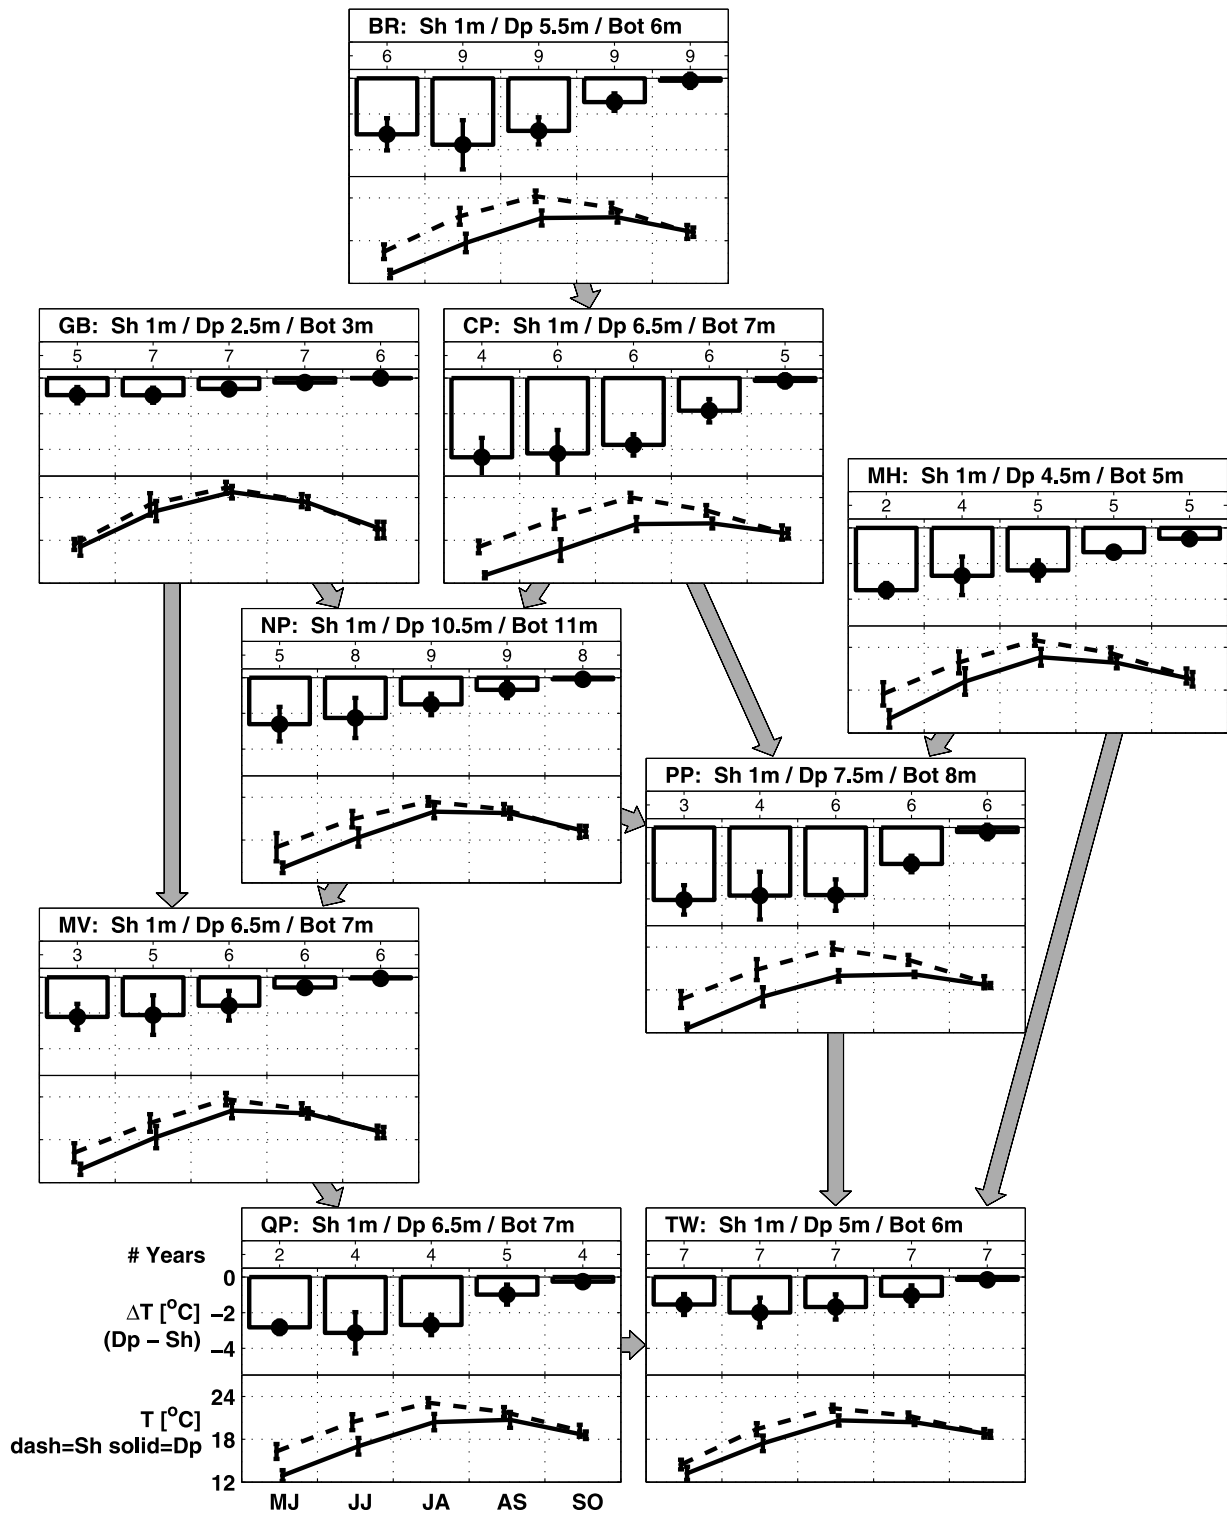 BR: Sh 1m / Dp 5.5m / Bot 6m
6 9 9 9 9
GB: Sh 1m / Dp 2.5m / Bot 3m
5 7 7 7 6
CP: Sh 1m / Dp 6.5m / Bot 7m
4 6 6 6 5
MH: Sh 1m / Dp 4.5m / Bot 5m
2 4 5 5 5
NP: Sh 1m / Dp 10.5m / Bot 11m
5 8 9 9 8
PP: Sh 1m / Dp 7.5m / Bot 8m
3 4 6 6 6
MV: Sh 1m / Dp 6.5m / Bot 7m
3 5 6 6 6
QP: Sh 1m / Dp 6.5m / Bot 7m
# Years 2 4 4 5 4
TW: Sh 1m / Dp 5m / Bot 6m
7 7 7 7 7
0
ΔT [°C] −2
(Dp − Sh)
−4
24
T [°C]
18
dash=Sh solid=Dp
12
MJ JJ JA AS SO